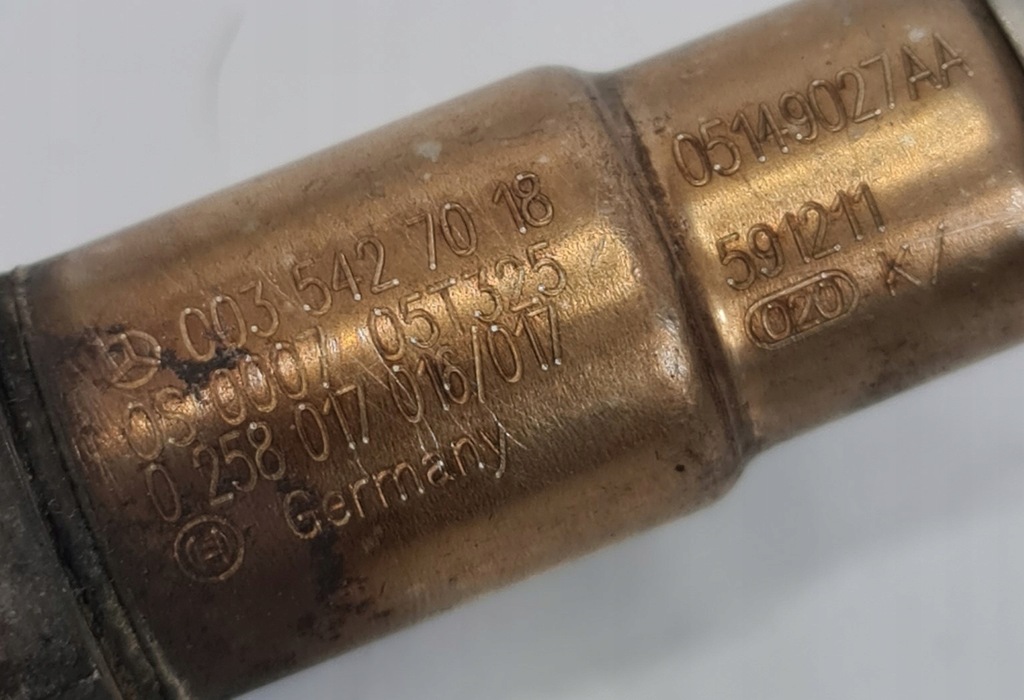 003 542 70 18
0S-0007 05T325
0 258 017 016/017
Germany
05149027AA
591211
020 K/